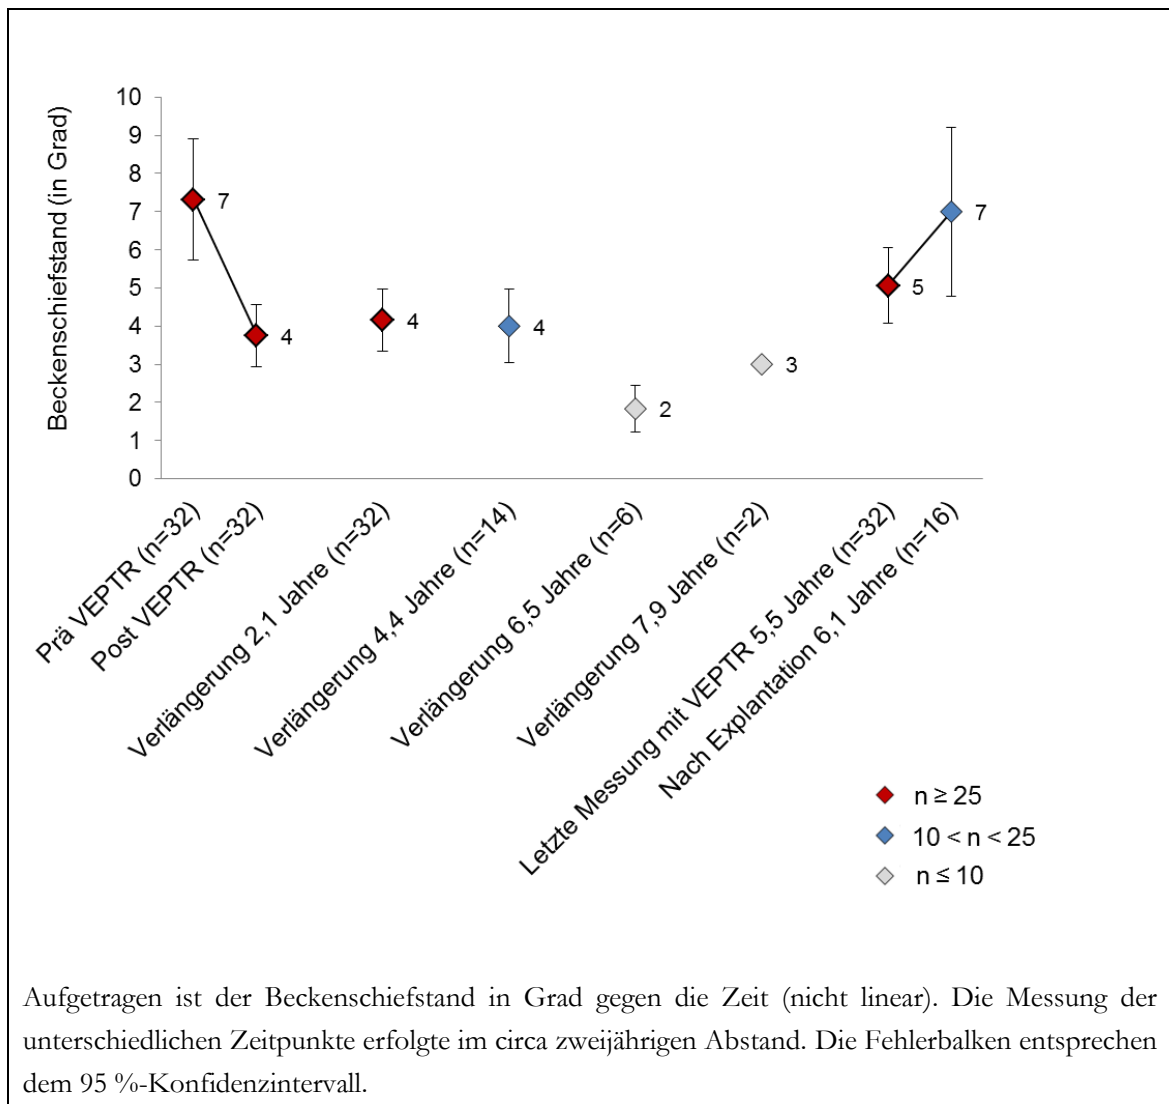 Beckenschiefstand (in Grad)
10
9
8
7
6
5
4
3
2
1
0
7
4
4
4
2
3
5
7
Prä VEPTR (n=32)
Post VEPTR (n=32)
Verlängerung 2,1 Jahre (n=32)
Verlängerung 4,4 Jahre (n=14)
Verlängerung 6,5 Jahre (n=6)
Verlängerung 7,9 Jahre (n=2)
Letzte Messung mit VEPTR 5,5 Jahre (n=32)
Nach Explantation 6,1 Jahre (n=16)
n ≥ 25
10 < n < 25
n ≤ 10
Aufgetragen ist der Beckenschiefstand in Grad gegen die Zeit (nicht linear). Die Messung der
unterschiedlichen Zeitpunkte erfolgte im circa zweijährigen Abstand. Die Fehlerbalken entsprechen
dem 95 %-Konfidenzintervall.